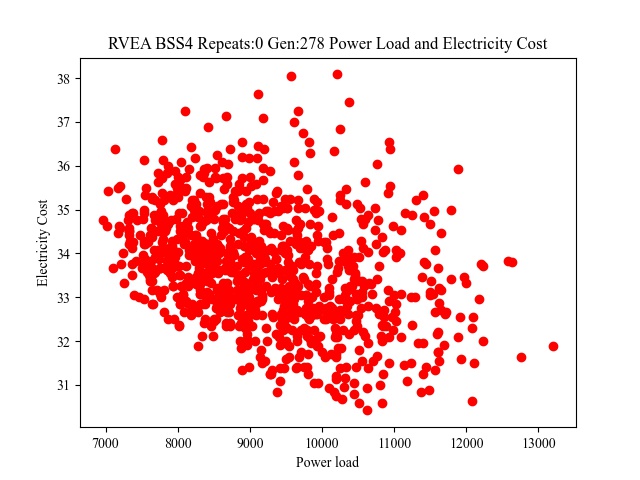 RVEA BSS4 Repeats:0 Gen:278 Power Load and Electricity Cost
38
37
36
35
34
33
32
31
Electricity Cost
7000 8000 9000 10000 11000 12000 13000
Power load